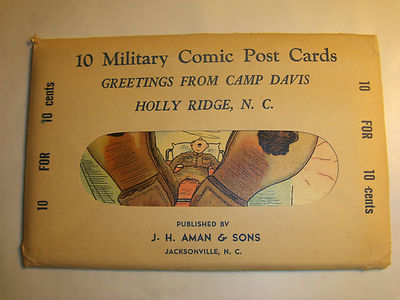 10 Military Comic Post Cards
GREETINGS FROM CAMP DAVIS
HOLLY RIDGE, N. C.
10 FOR 10 cents
10 FOR 10 cents
PUBLISHED BY
J. H. AMAN & SONS
JACKSONVILLE, N. C.